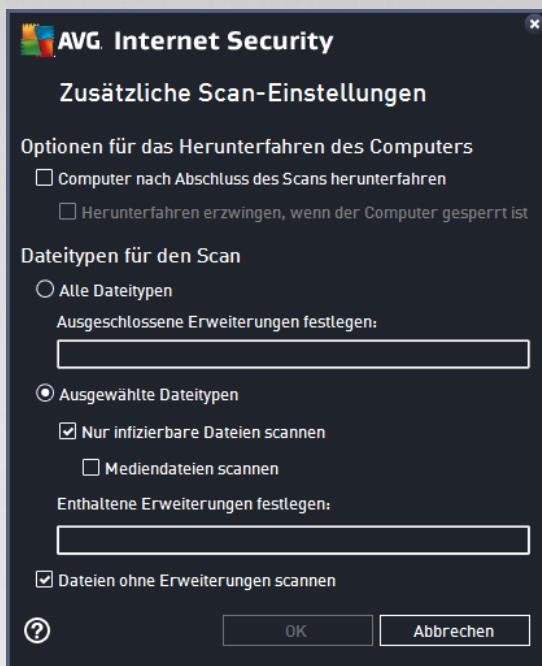 AVG. Internet Security
Zusätzliche Scan-Einstellungen
Optionen für das Herunterfahren des Computers
Computer nach Abschluss des Scans herunterfahren
Herunterfahren erzwingen, wenn der Computer gesperrt ist
Dateitypen für den Scan
Alle Dateitypen
Ausgeschlossene Erweiterungen festlegen:
Ausgewählte Dateitypen
Nur infizierbare Dateien scannen
Mediendateien scannen
Enthaltene Erweiterungen festlegen:
Dateien ohne Erweiterungen scannen
? OK Abbrechen